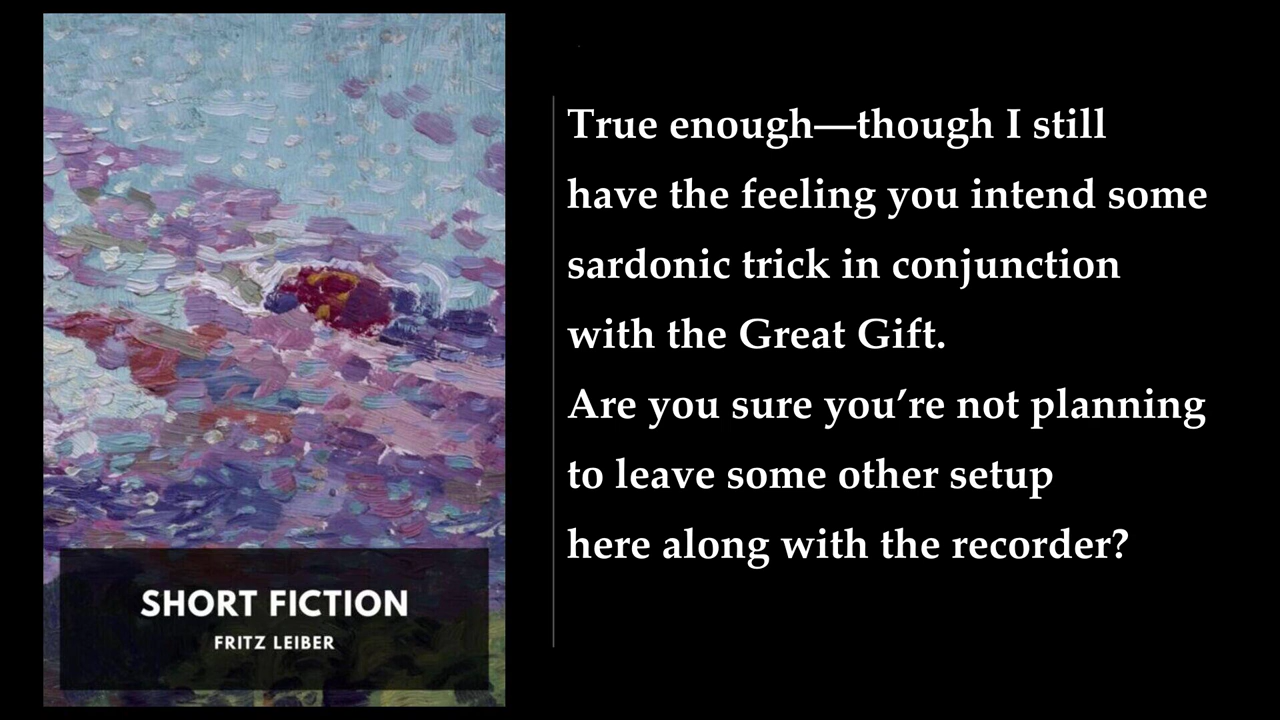 SHORT FICTION
FRITZ LEIBER
True enough—though I still
have the feeling you intend some
sardonic trick in conjunction
with the Great Gift.
Are you sure you’re not planning
to leave some other setup
here along with the recorder?